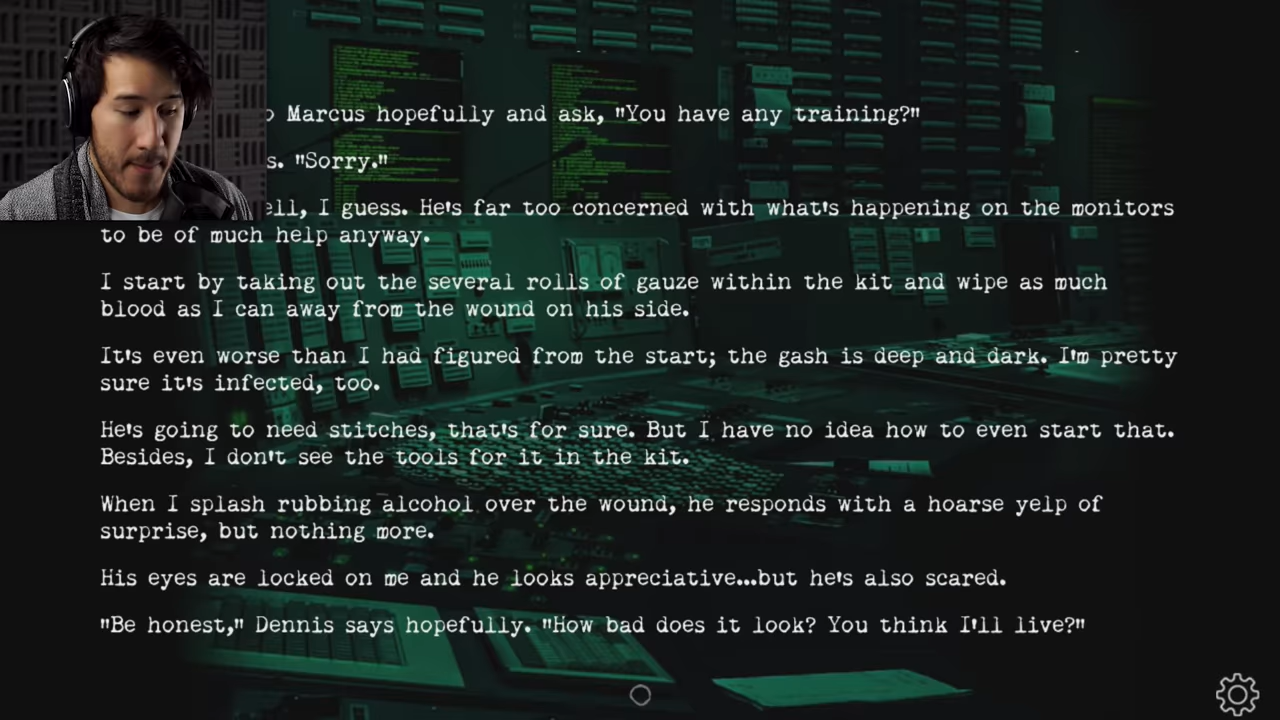 Marcus hopefully and ask, "You have any training?"
"Sorry."
I guess. He's far too concerned with what's happening on the monitors
to be of much help anyway.
I start by taking out the several rolls of gauze within the kit and wipe as much
blood as I can away from the wound on his side.
It's even worse than I had figured from the start; the gash is deep and dark. I'm pretty
sure it's infected, too.
He's going to need stitches, that's for sure. But I have no idea how to even start that.
Besides, I don't see the tools for it in the kit.
When I splash rubbing alcohol over the wound, he responds with a hoarse yelp of
surprise, but nothing more.
His eyes are locked on me and he looks appreciative...but he's also scared.
"Be honest," Dennis says hopefully. "How bad does it look? You think I'll live?"